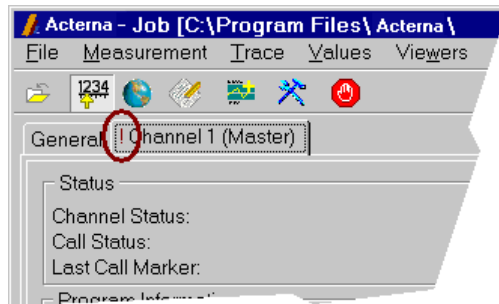 Acterna - Job [C:\Program Files\ Acterna\
File Measurement Trace Values Viewers
1234
General ! Channel 1 (Master)
Status
Channel Status:
Call Status:
Last Call Marker:
Program